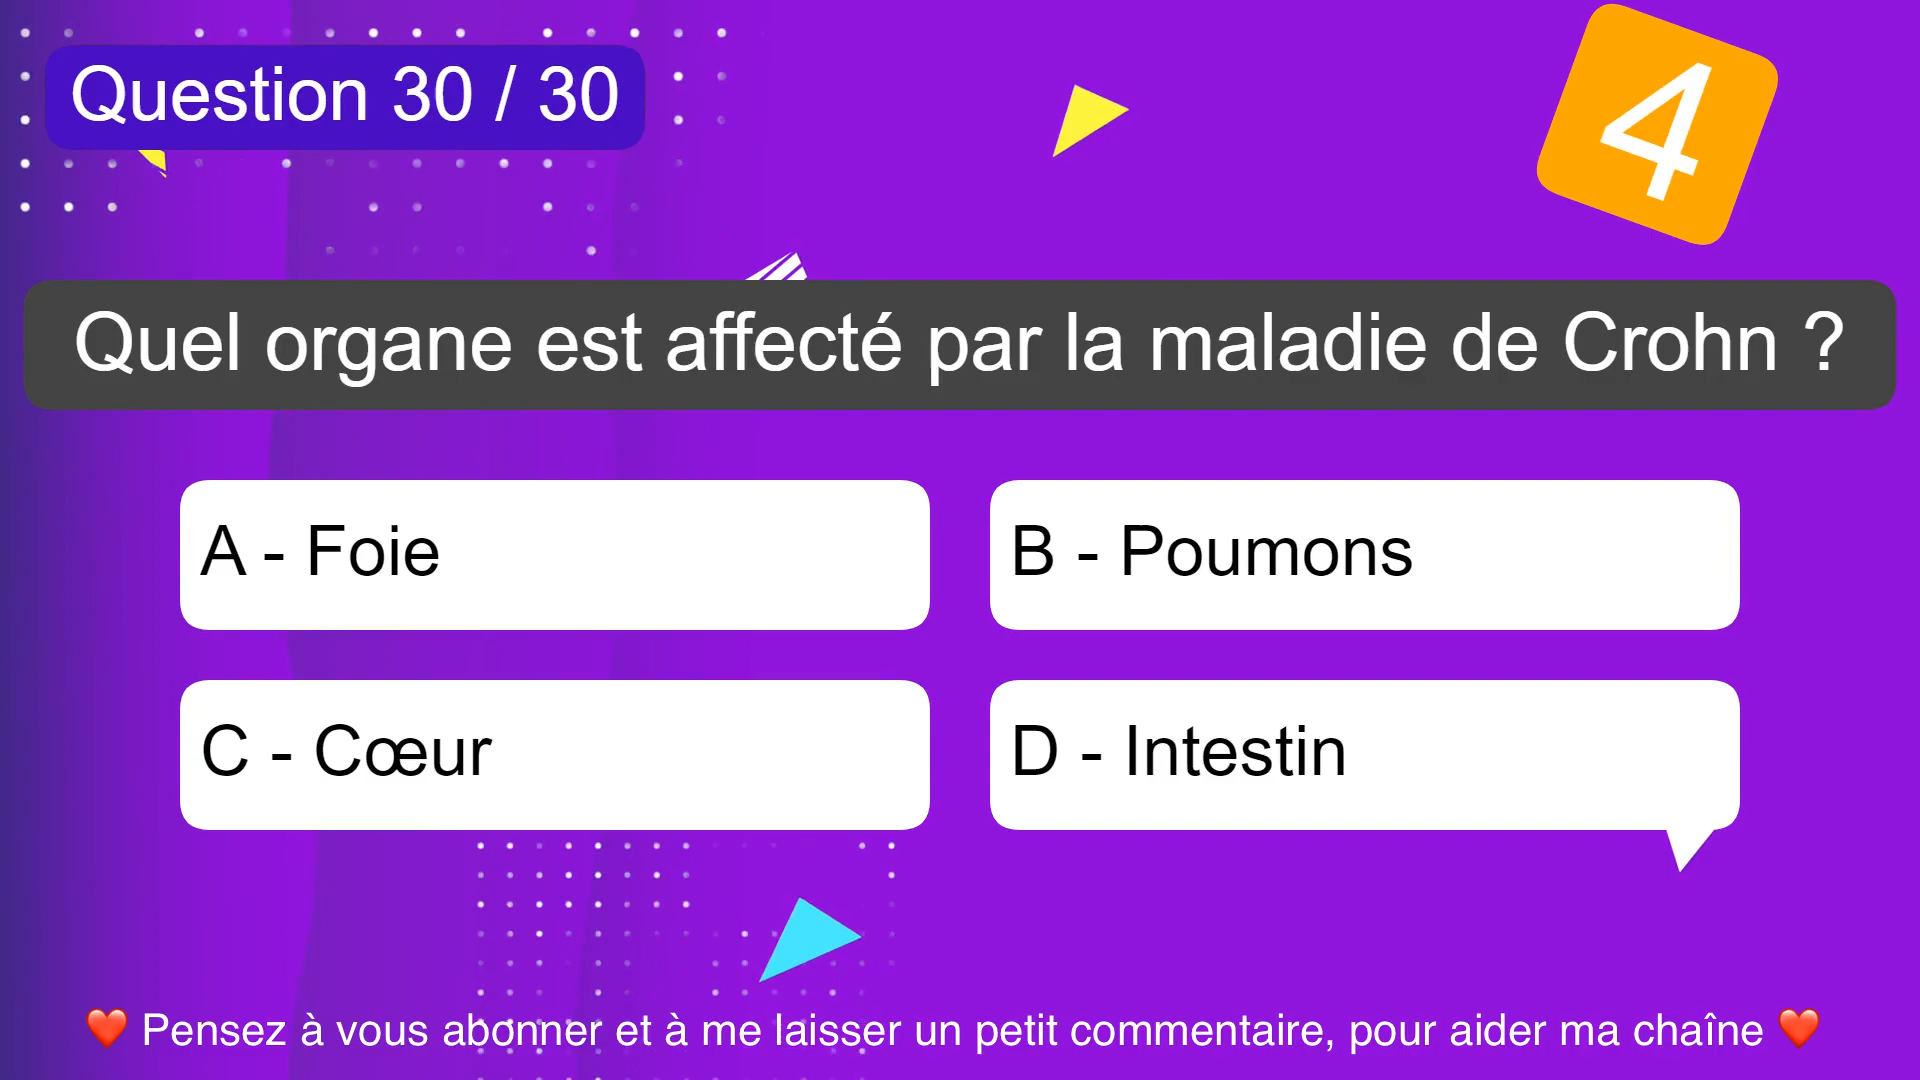 Question 30 / 30
4
Quel organe est affecté par la maladie de Crohn ?
A - Foie
B - Poumons
C - Cœur
D - Intestin
❤️ Pensez à vous abonner et à me laisser un petit commentaire, pour aider ma chaîne ❤️